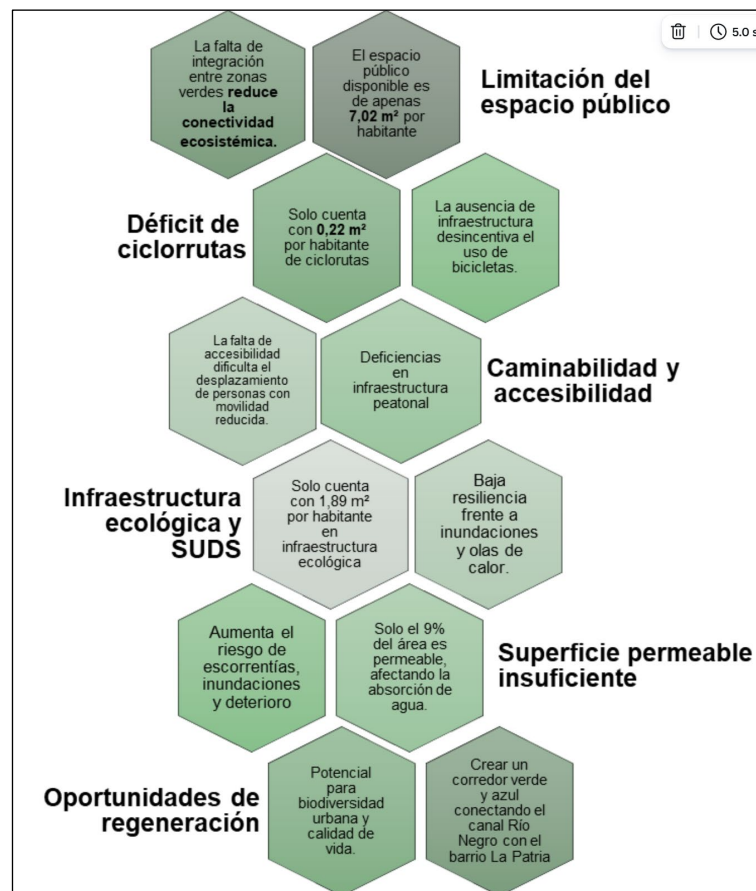 5.0 s
La falta de
integración
entre zonas
verdes reduce
la
conectividad
ecosistémica.
El espacio
público
disponible es
de apenas
7,02 m² por
habitante
Limitación del
espacio público
Déficit de
ciclorrutas
Solo cuenta
con 0,22 m²
por habitante
de ciclorutas
La ausencia de
infraestructura
desincentiva el
uso de
bicicletas.
La falta de
accesibilidad
dificulta el
desplazamiento
de personas con
movilidad
reducida.
Deficiencias
en
infraestructura
peatonal
Caminabilidad y
accesibilidad
Infraestructura
ecológica y
SUDS
Solo cuenta
con 1,89 m²
por habitante
en
infraestructura
ecológica
Baja
resiliencia
frente a
inundaciones
y olas de
calor.
Aumenta el
riesgo de
escorrentías,
inundaciones
y deterioro
Solo el 9%
del área es
permeable,
afectando la
absorción de
agua.
Superficie permeable
insuficiente
Oportunidades de
regeneración
Potencial
para
biodiversidad
urbana y
calidad de
vida.
Crear un
corredor verde
y azul
conectando el
canal Río
Negro con el
barrio La Patria